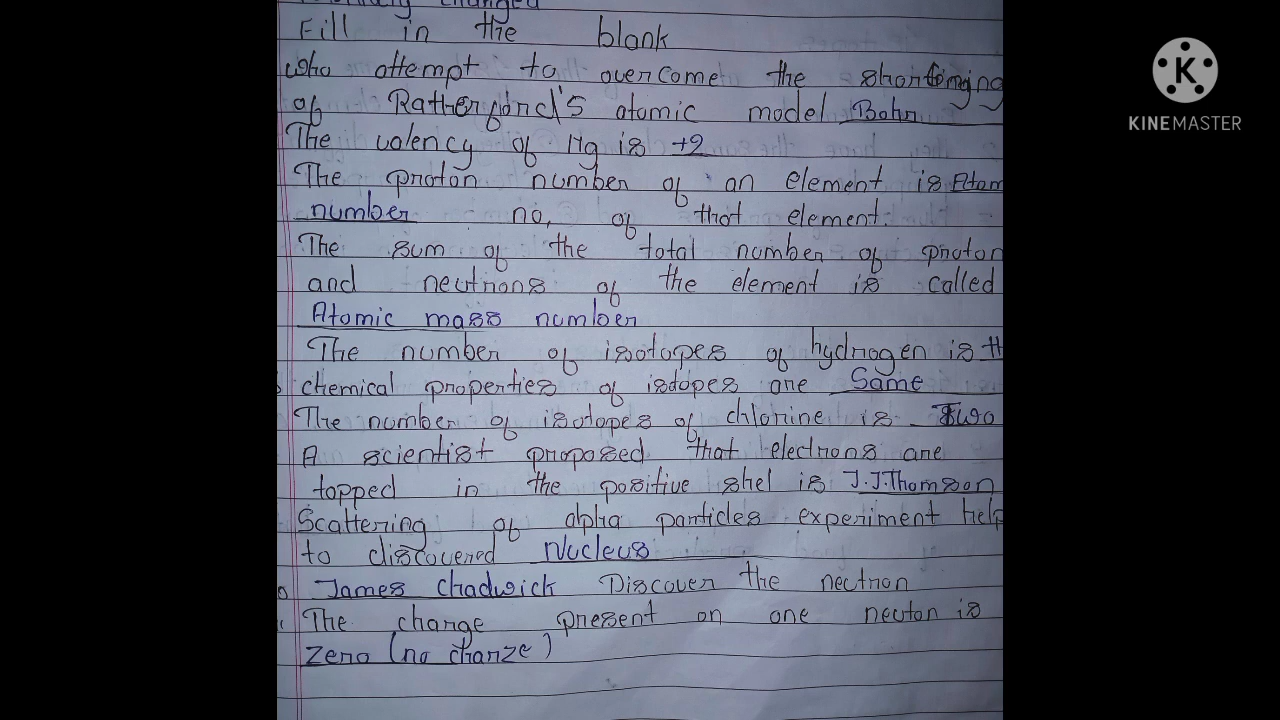 changed
Fill in the blank
who attempt to overcome the shortcoming
of Ratherford's atomic model Bohr
The valency of Hg is +2
The proton number of an element is Atom
number no, of that element.
The sum of the total number of proton
and neutrons of the element is called
Atomic mass number
The number of isotopes of hydrogen is th
chemical properties of isotopes are Same
The number of isotopes of chlorine is Two
A scientist proposed that electrons are
topped in the positive shel is J.J.Thomson
Scattering of alpha particles experiment help
to discovered Nucleus
James chadwick Discover the neutron
The charge present on one neuton is
zero (no charze)
K
KINEMASTER